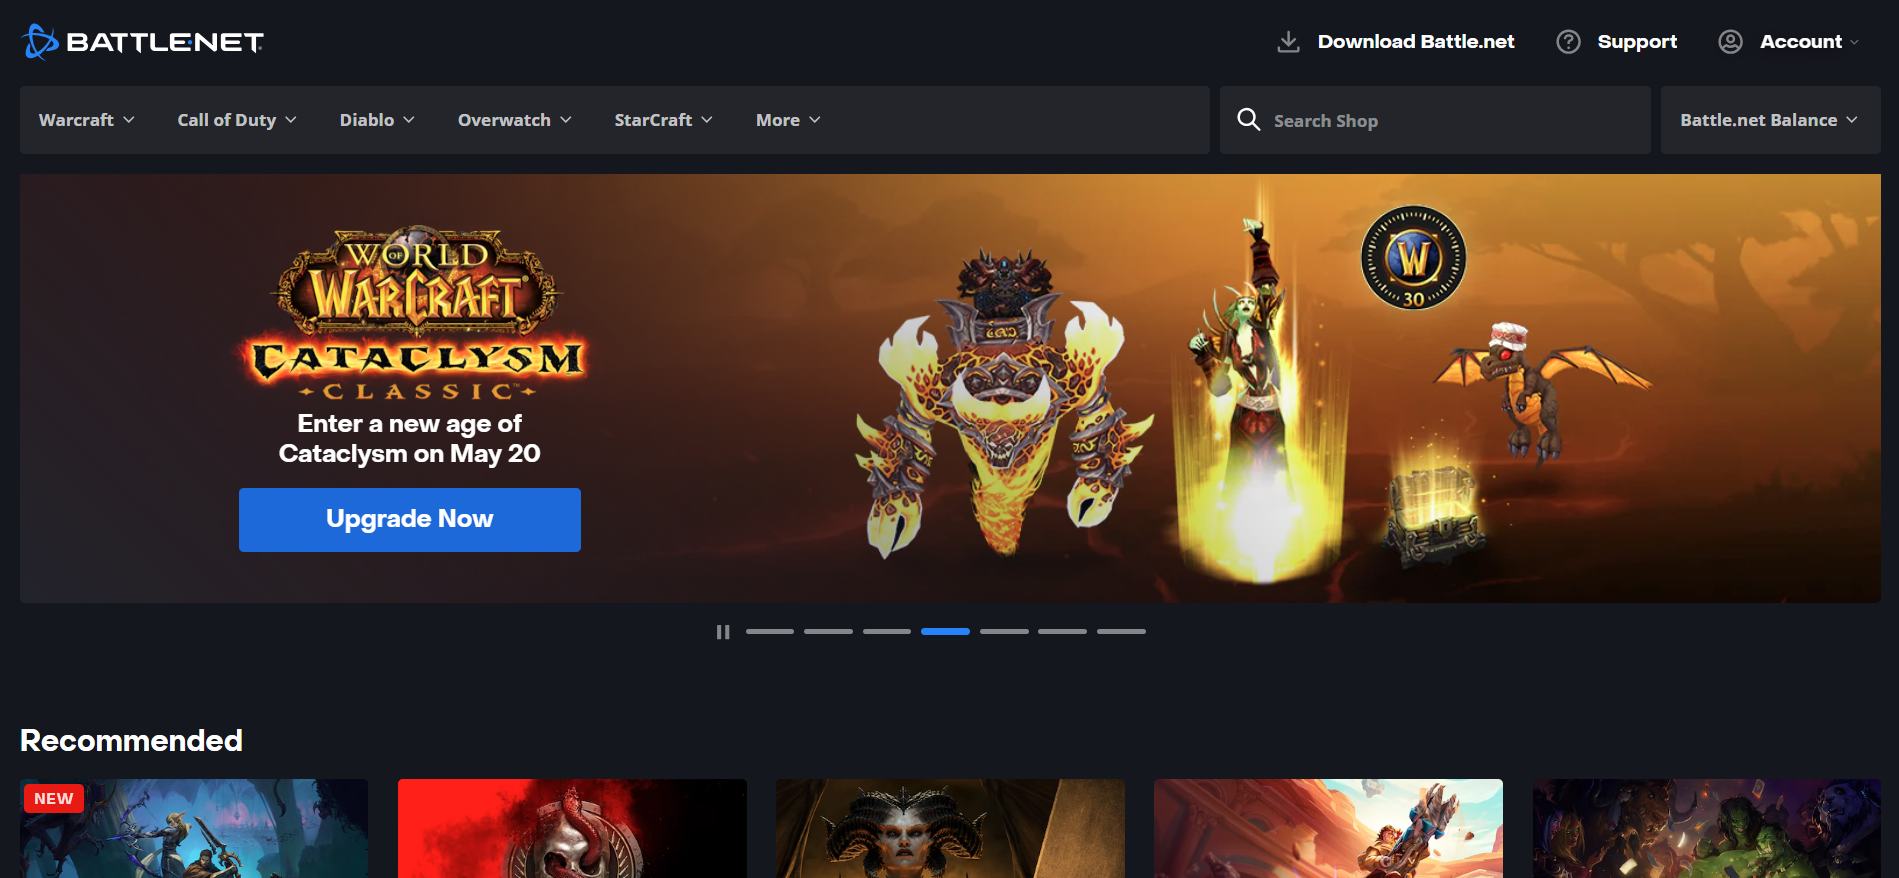 BATTLE.NET
Download Battle.net
Support
Account
Warcraft
Call of Duty
Diablo
Overwatch
StarCraft
More
Search Shop
Battle.net Balance
WORLD
OF
WARCRAFT
CATACLYSM
CLASSIC™
Enter a new age of
Cataclysm on May 20
Upgrade Now
W
30
Recommended
NEW